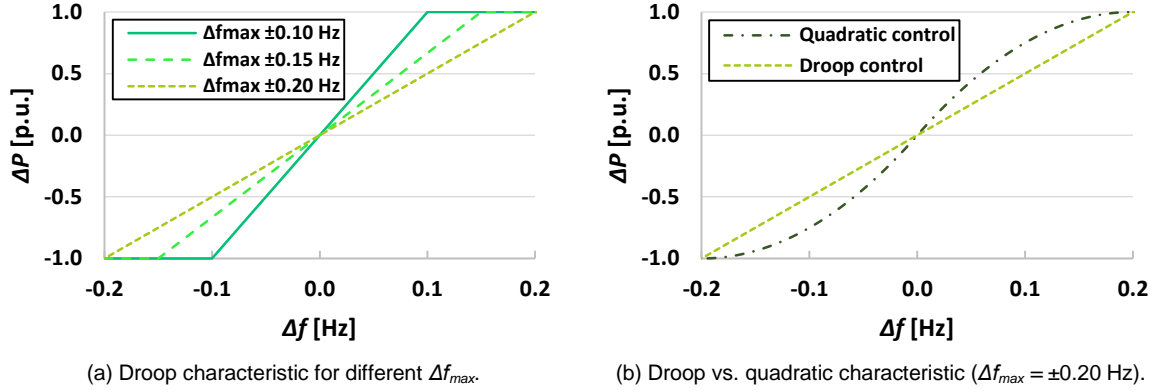 1.0
0.5
0.0
-0.5
-1.0
ΔP [p.u.]
Δfmax ±0.10 Hz
Δfmax ±0.15 Hz
Δfmax ±0.20 Hz
-0.2 -0.1 0.0 0.1 0.2
Δf [Hz]
(a) Droop characteristic for different Δfmax.
1.0
0.5
0.0
-0.5
-1.0
ΔP [p.u.]
Quadratic control
Droop control
-0.2 -0.1 0.0 0.1 0.2
Δf [Hz]
(b) Droop vs. quadratic characteristic (Δfmax = ±0.20 Hz).